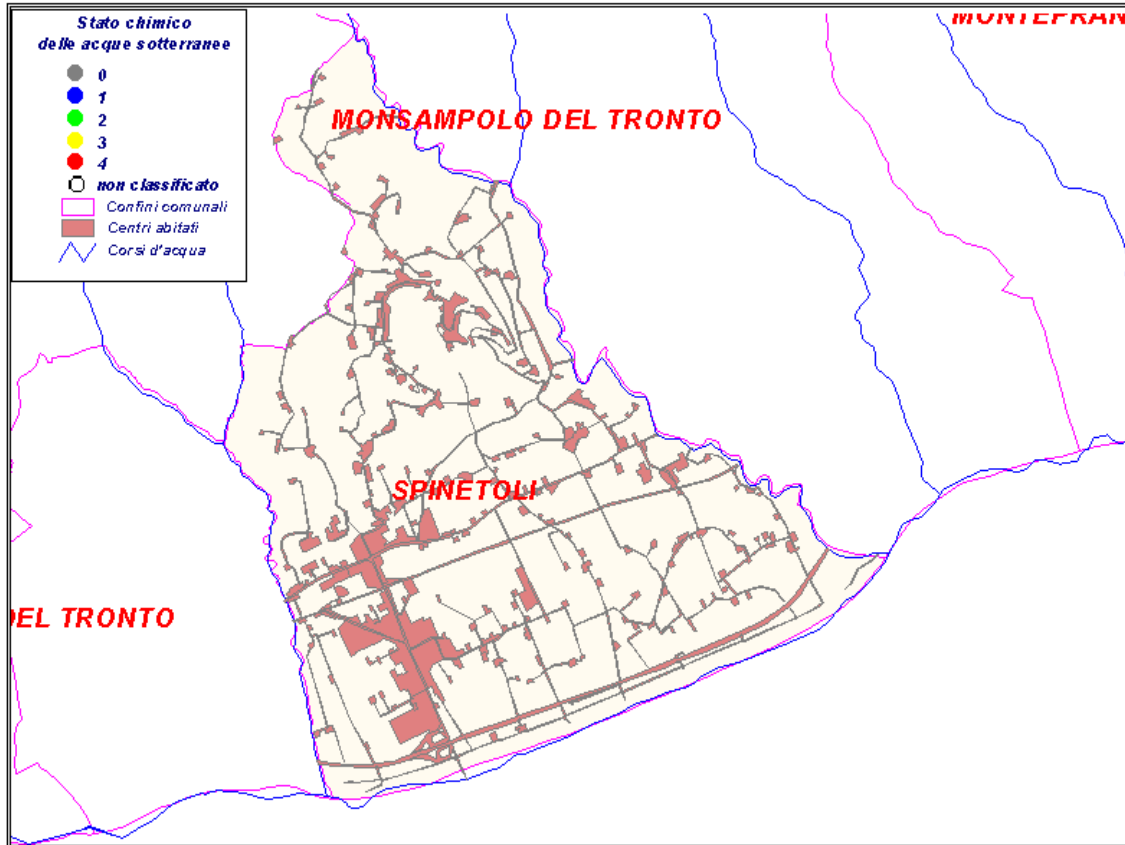 Stato chimico
delle acque sotterranee
0
1
2
3
4
non classificato
Confini comunali
Centri abitati
Corsi d'acqua
MONTEPRAN
MONSAMPOLO DEL TRONTO
SPINETOLI
DEL TRONTO